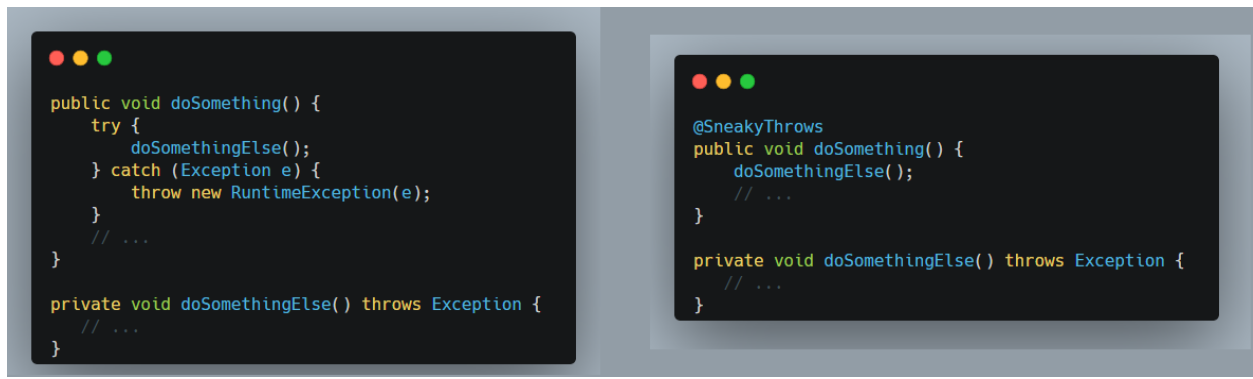 public void doSomething() {
    try {
        doSomethingElse();
    } catch (Exception e) {
        throw new RuntimeException(e);
    }
    // ...
}

private void doSomethingElse() throws Exception {
   // ...
}

@SneakyThrows
public void doSomething() {
    doSomethingElse();
    // ...
}

private void doSomethingElse() throws Exception {
   // ...
}